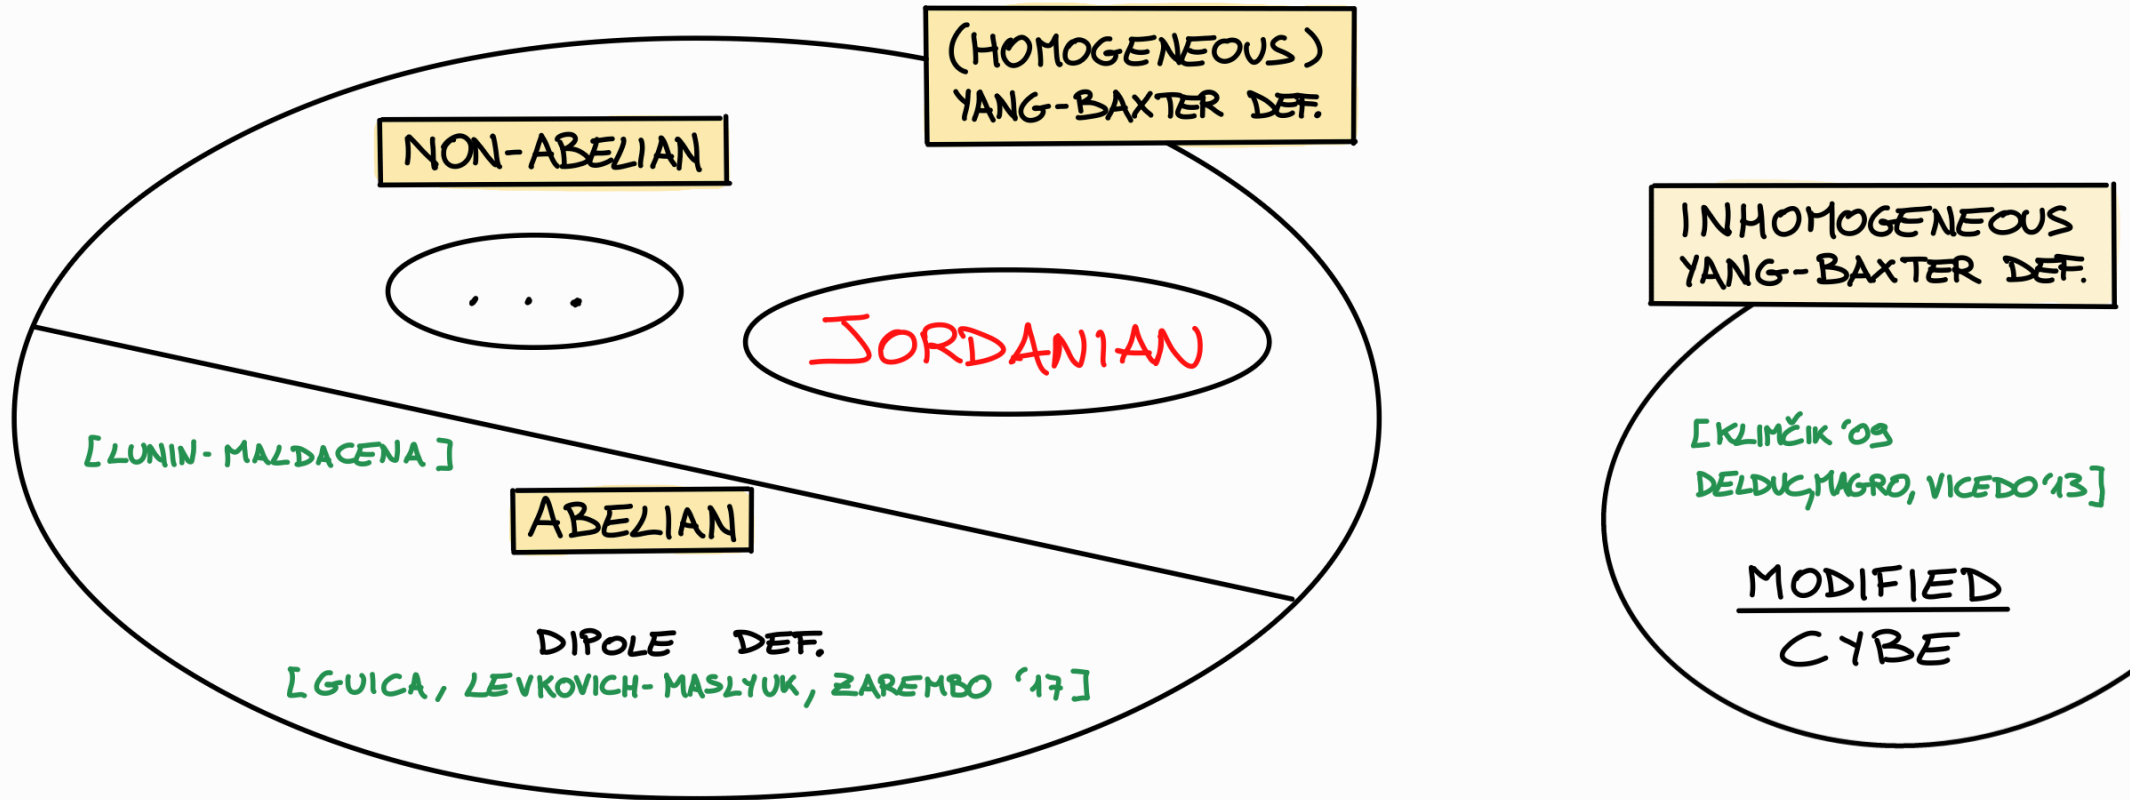 (HOMOGENEOUS)
YANG-BAXTER DEF.
NON-ABELIAN
. . .
JORDANIAN
[LUNIN-MALDACENA]
ABELIAN
DIPOLE DEF.
[GUICA, LEVKOVICH-MASLYUK, ZAREMBO '17]
INHOMOGENEOUS
YANG-BAXTER DEF.
[KLIMČIK '09
DELDUC, MAGRO, VICEDO '13]
MODIFIED
CYBE